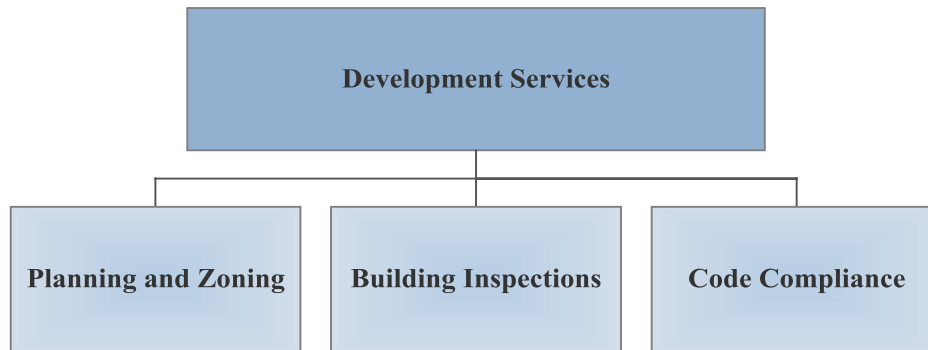 Development Services
Planning and Zoning
Building Inspections
Code Compliance